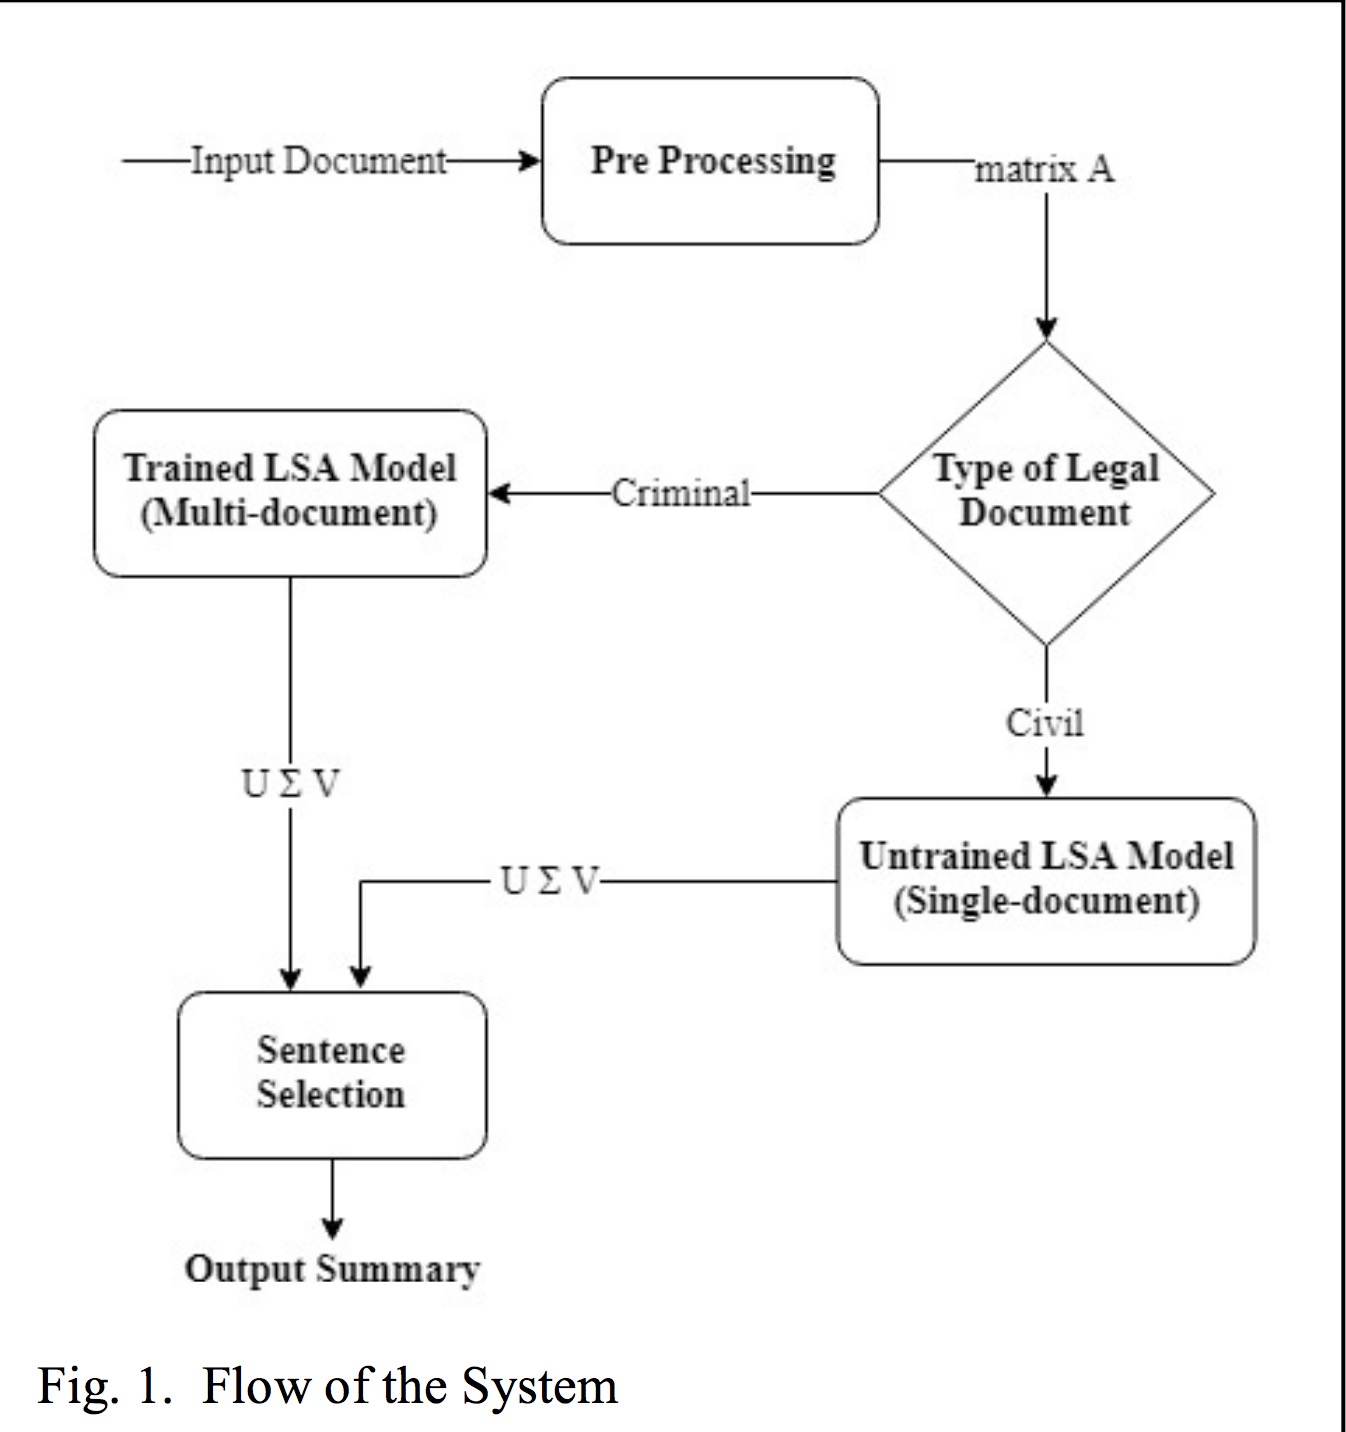 Input Document
Pre Processing
matrix A
Type of Legal
Document
Criminal
Trained LSA Model
(Multi-document)
Civil
Untrained LSA Model
(Single-document)
U Σ V
U Σ V
Sentence
Selection
Output Summary
Fig. 1. Flow of the System